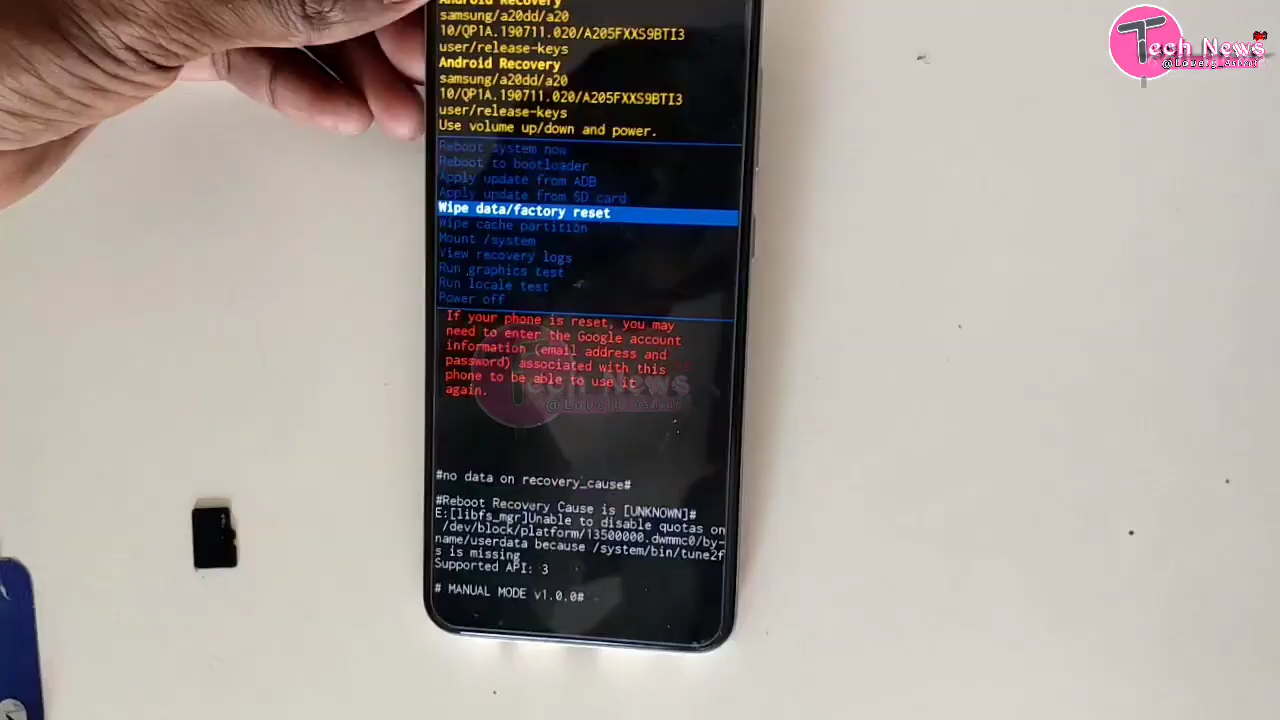 Android Recovery
samsung/a20dd/a20
10/QP1A.190711.020/A205FXXS9BTI3
user/release-keys
Android Recovery
samsung/a20dd/a20
10/QP1A.190711.020/A205FXXS9BTI3
user/release-keys
Use volume up/down and power.
Reboot system now
Reboot to bootloader
Apply update from ADB
Apply update from SD card
Wipe data/factory reset
Wipe cache partition
Mount /system
View recovery logs
Run graphics test
Run locale test
Power off
If your phone is reset, you may
need to enter the Google account
information (email address and
password) associated with this
phone to be able to use it
again.
Tech News
@Lovely Ashraf
#no data on recovery_cause#
#Reboot Recovery Cause is [UNKNOWN]#
E:[libfs_mgr]Unable to disable quotas on
/dev/block/platform/13500000.dwmmc0/by-
name/userdata because /system/bin/tune2f
s is missing
Supported API: 3
# MANUAL MODE v1.0.0#
Tech News